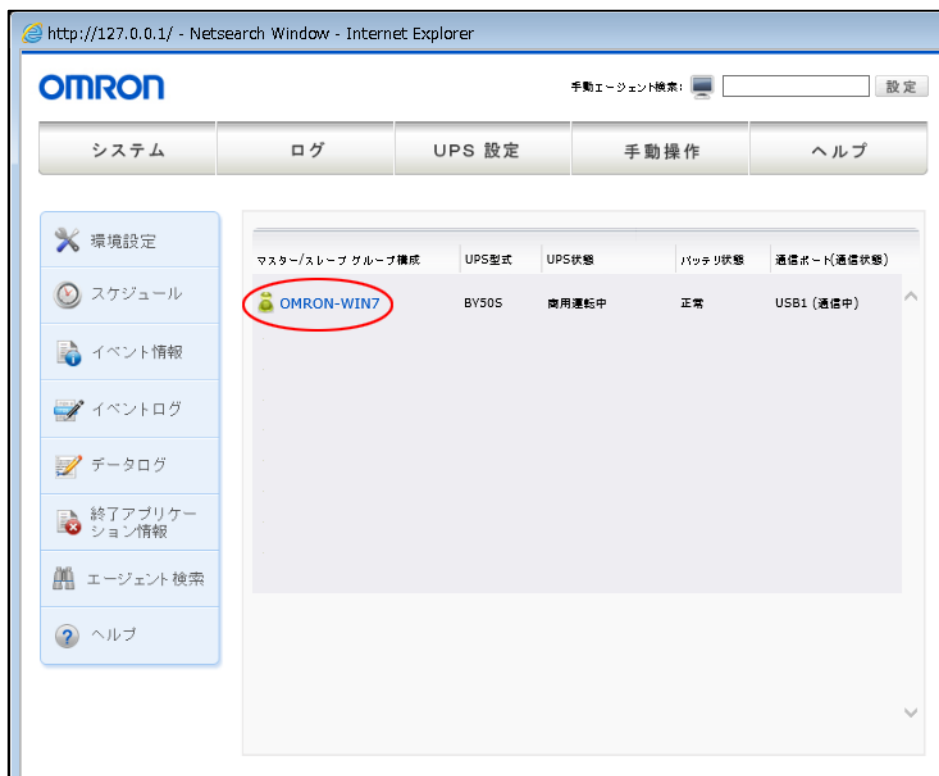 http://127.0.0.1/ - Netsearch Window - Internet Explorer
OMRON
手動エージェント検索:
設定
システム ログ UPS 設定 手動操作 ヘルプ
環境設定
スケジュール
イベント情報
イベントログ
データログ
終了アプリケー
ション情報
エージェント検索
ヘルプ
マスター/スレーブ グループ構成 UPS型式 UPS状態 バッテリ状態 通信ポート(通信状態)
OMRON-WIN7 BY50S 商用運転中 正常 USB1 (通信中)